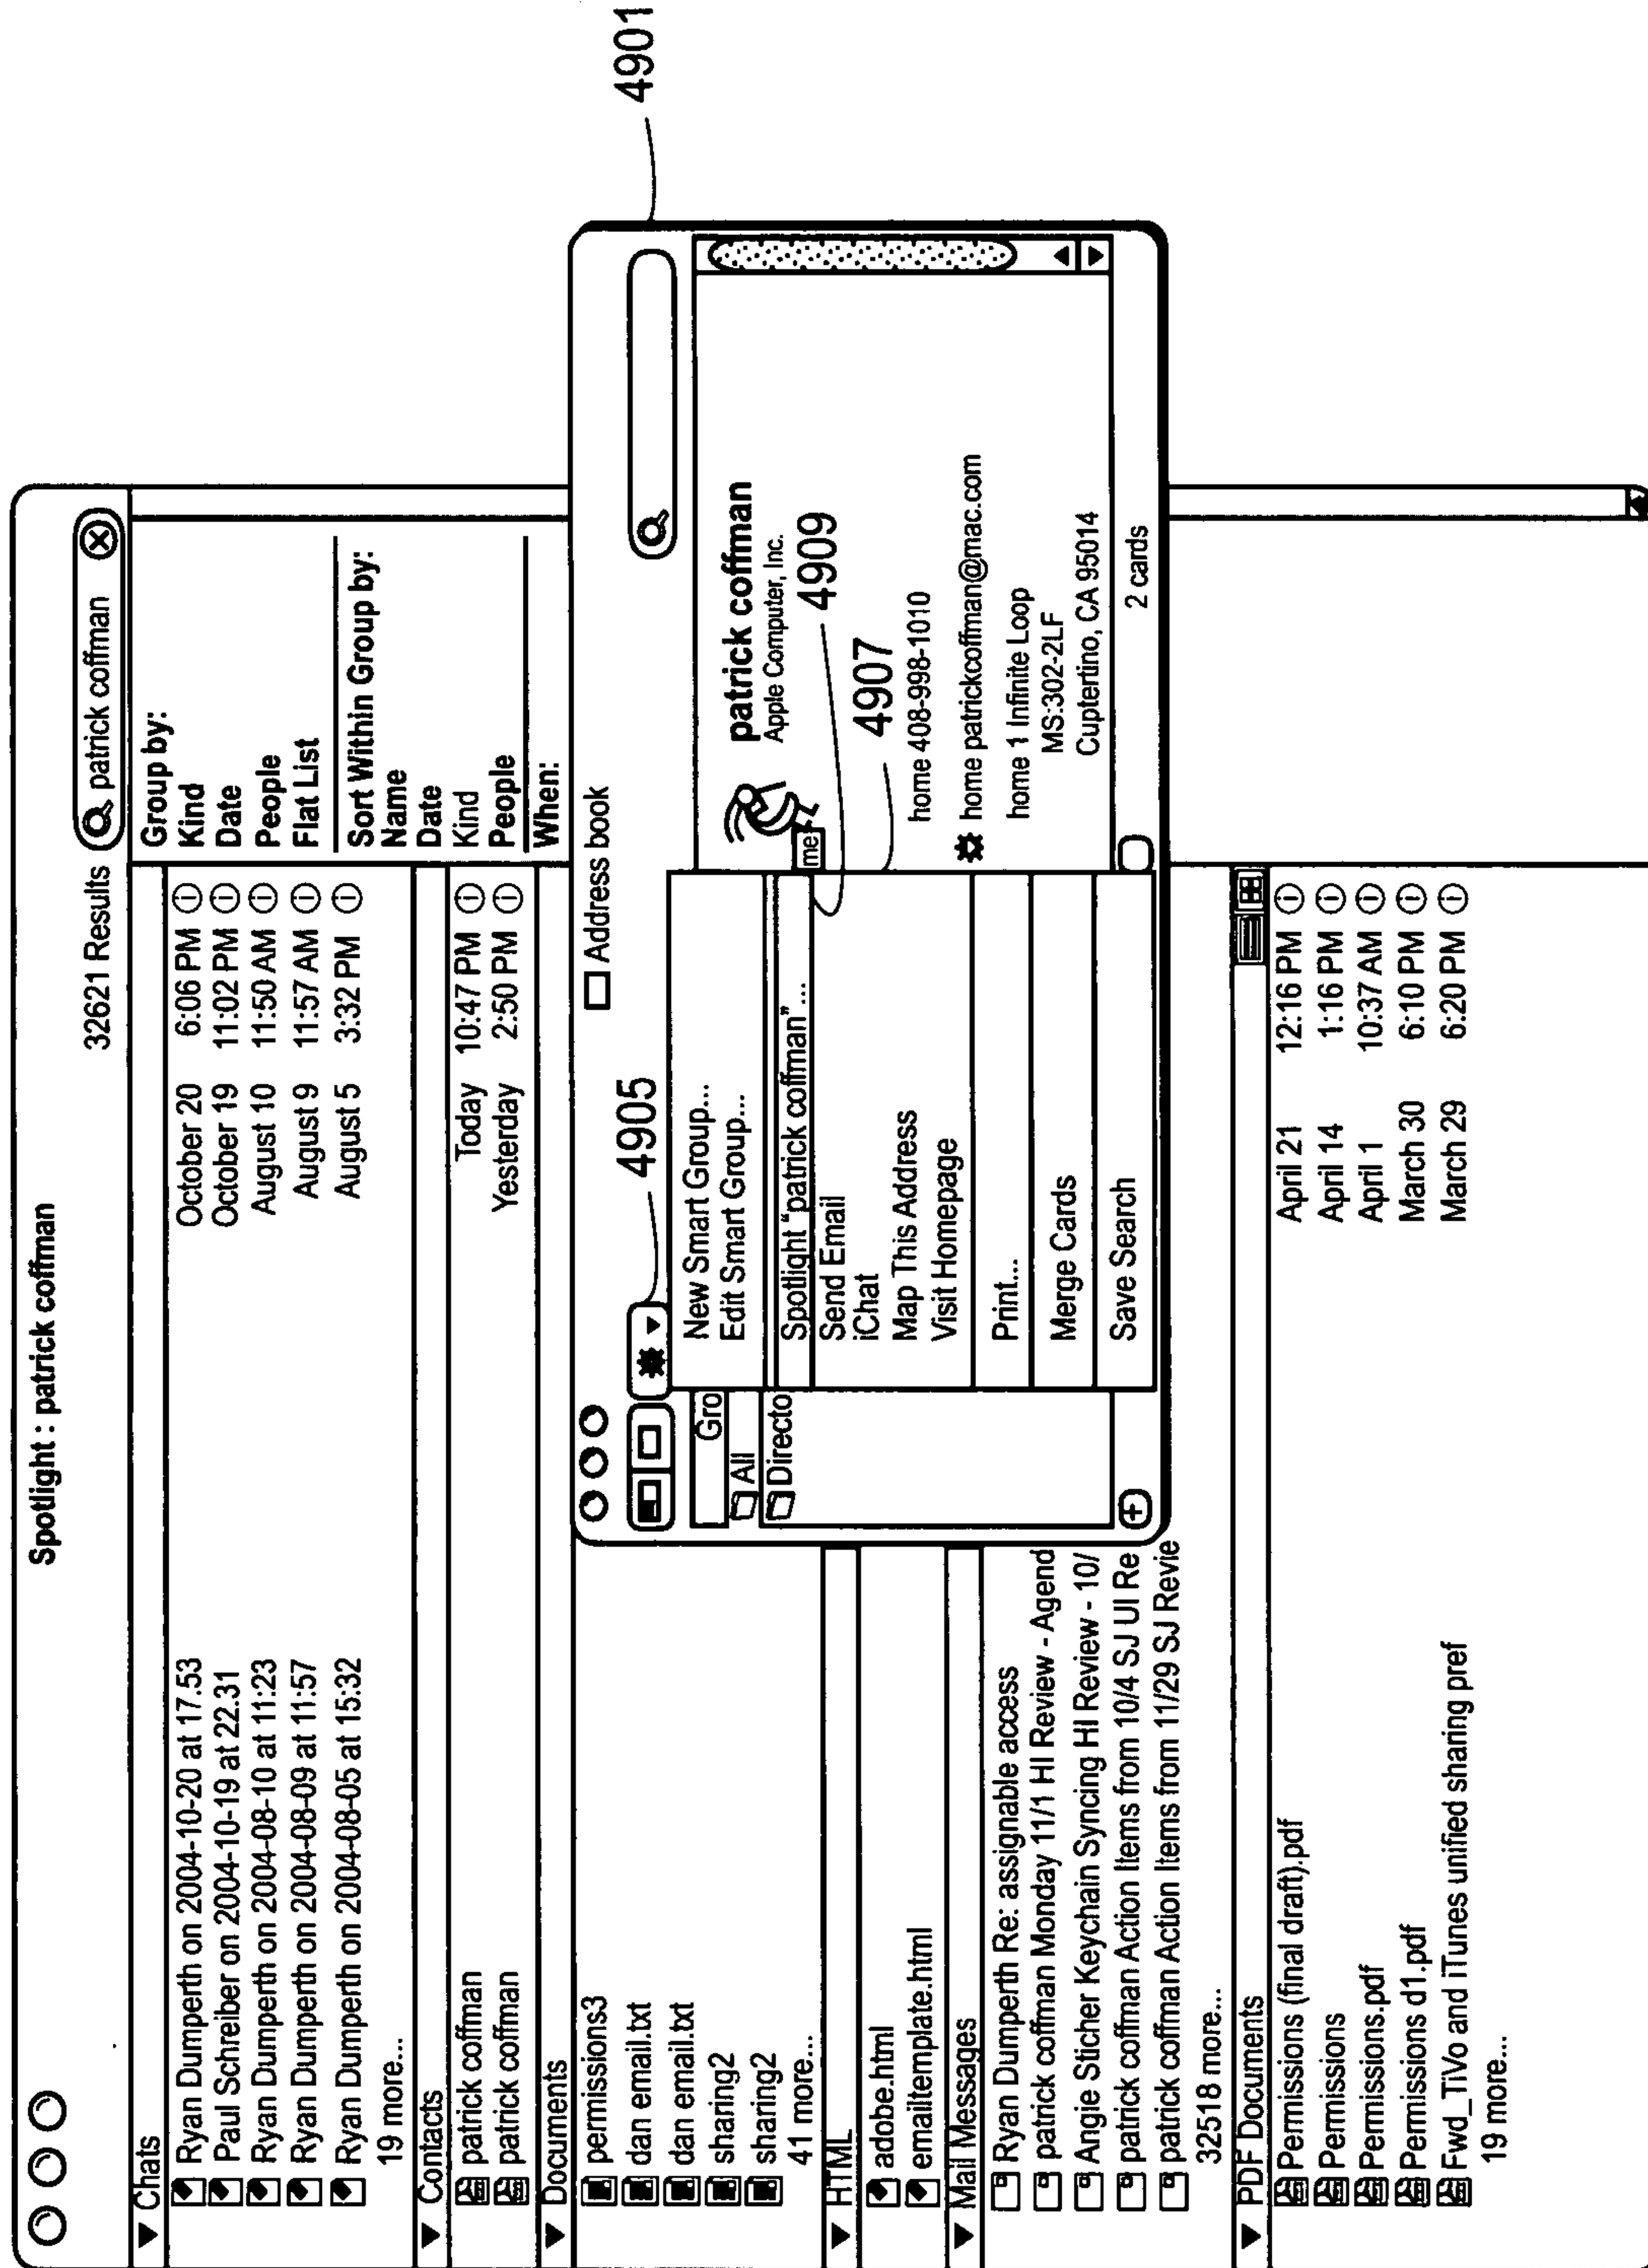 Spotlight : patrick coffman
32621 Results patrick coffman
Chats
Ryan Dumperth on 2004-10-20 at 17.53 October 20 6:06 PM
Paul Schreiber on 2004-10-19 at 22.31 October 19 11:02 PM
Ryan Dumperth on 2004-08-10 at 11:23 August 10 11:50 AM
Ryan Dumperth on 2004-08-09 at 11:57 August 9 11:57 AM
Ryan Dumperth on 2004-08-05 at 15:32 August 5 3:32 PM
19 more...
Contacts
patrick coffman Today 10:47 PM
patrick coffman Yesterday 2:50 PM
Documents
permissions3
dan email.txt
dan email.txt
sharing2
sharing2
41 more...
HTML
adobe.html
emailtemplate.html
Mail Messages
Ryan Dumperth Re: assignable access
patrick coffman Monday 11/1 HI Review - Agend
Angie Sticher Keychain Syncing HI Review - 10/
patrick coffman Action Items from 10/4 SJ UI Re
patrick coffman Action Items from 11/29 SJ Revie
32518 more...
PDF Documents
Permissions (final draft).pdf April 21 12:16 PM
Permissions April 14 1:16 PM
Permissions.pdf April 1 10:37 AM
Permissions d1.pdf March 30 6:10 PM
Fwd_TiVo and iTunes unified sharing pref March 29 6:20 PM
19 more...
Group by:
Kind
Date
People
Flat List
Sort Within Group by:
Name
Date
Kind
People
When:
Address book
4901
4905
Gro
All
Directo
New Smart Group...
Edit Smart Group...
Spotlight "patrick coffman"...
Send Email
iChat
Map This Address
Visit Homepage
Print...
Merge Cards
Save Search
me
patrick coffman
Apple Computer, Inc.
4909
4907
home 408-998-1010
home patrickcoffman@mac.com
home 1 Infinite Loop
MS:302-2LF
Cuptertino, CA 95014
2 cards